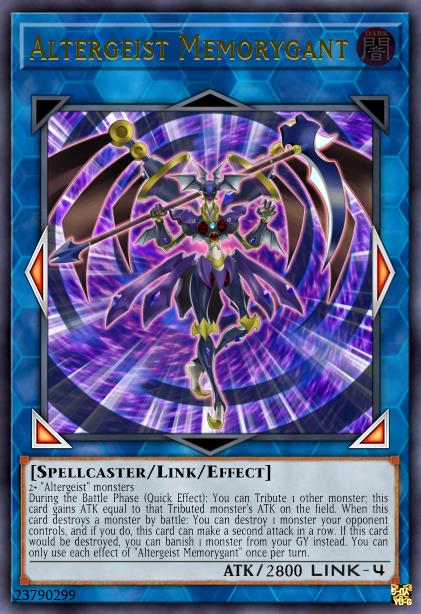 ALTERGEIST MEMORYGANT
DARK
闇
[SPELLCASTER/LINK/EFFECT]
2+ "Altergeist" monsters
During the Battle Phase (Quick Effect): You can Tribute 1 other monster; this
card gains ATK equal to that Tributed monster's ATK on the field. When this
card destroys a monster by battle: You can destroy 1 monster your opponent
controls, and if you do, this card can make a second attack in a row. If this card
would be destroyed, you can banish 1 monster from your GY instead. You can
only use each effect of "Altergeist Memorygant" once per turn.
ATK/2800 LINK-4
23790299